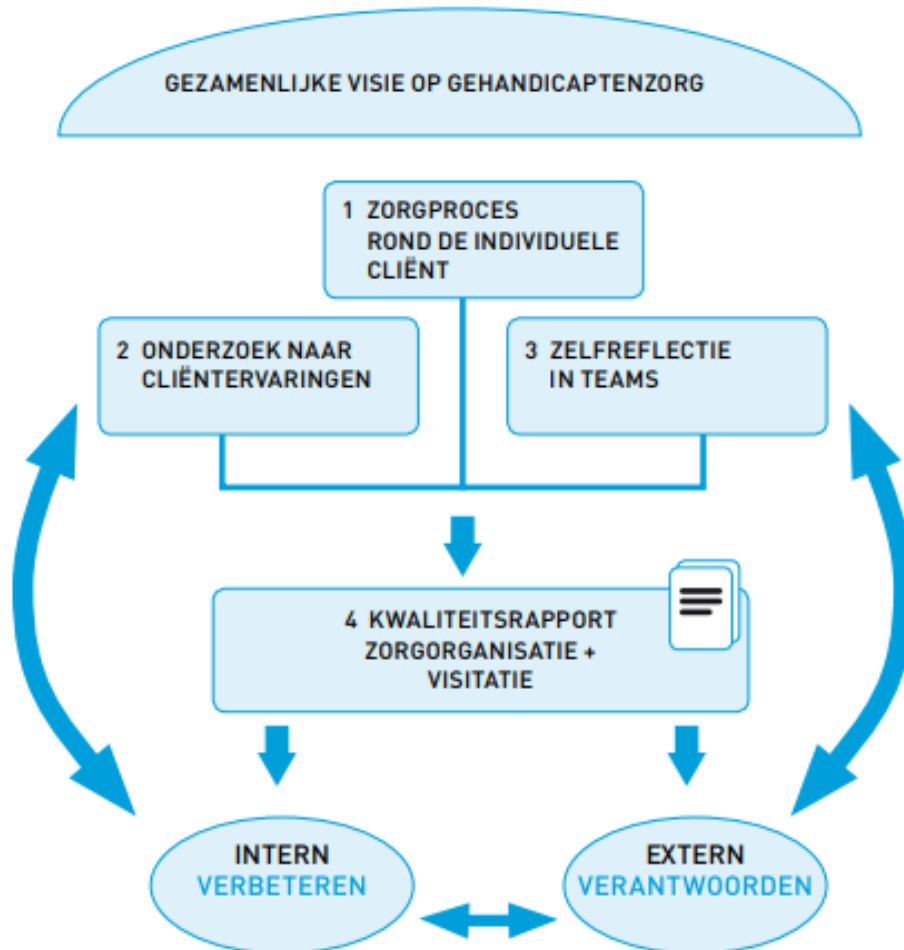 GEZAMENLIJKE VISIE OP GEHANDICAPTENZORG
1 ZORGPROCES
ROND DE INDIVIDUELE
CLIËNT
2 ONDERZOEK NAAR
CLIËNTERVARINGEN
3 ZELFREFLECTIE
IN TEAMS
4 KWALITEITSRAPPORT
ZORGORGANISATIE +
VISITATIE
INTERN
VERBETEREN
EXTERN
VERANTWOORDEN